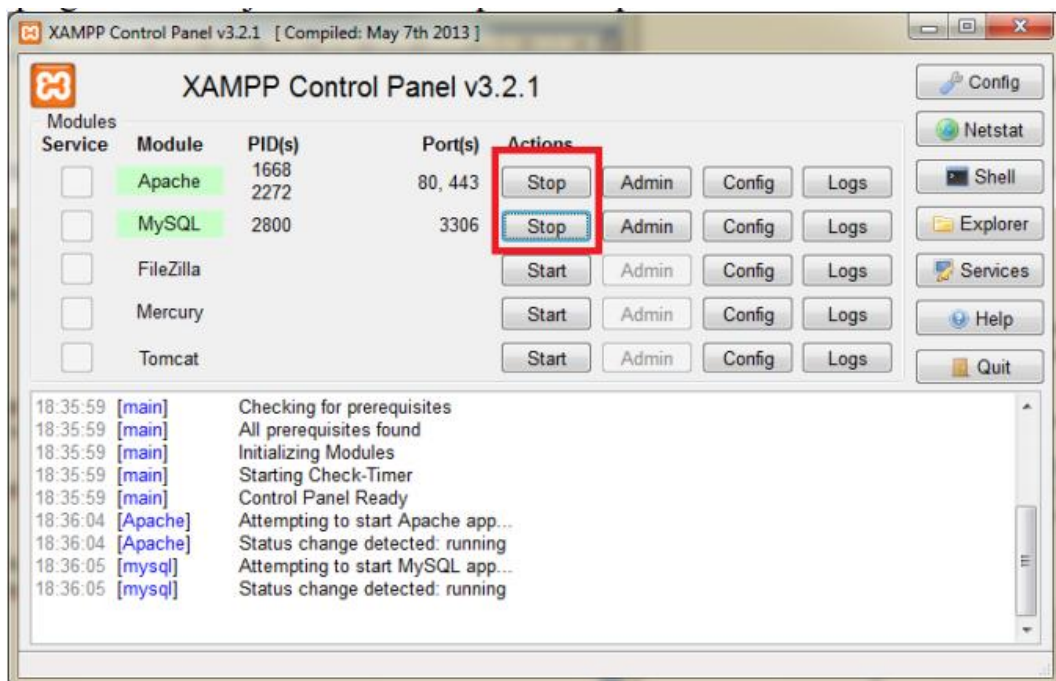 XAMPP Control Panel v3.2.1 [ Compiled: May 7th 2013 ]
XAMPP Control Panel v3.2.1
Config
Modules
Netstat
Service Module PID(s) Port(s) Actions
Apache 1668 2272 80, 443 Stop Admin Config Logs
Shell
MySQL 2800 3306 Stop Admin Config Logs
Explorer
FileZilla Start Admin Config Logs
Services
Mercury Start Admin Config Logs
Help
Tomcat Start Admin Config Logs
Quit
18:35:59 [main] Checking for prerequisites
18:35:59 [main] All prerequisites found
18:35:59 [main] Initializing Modules
18:35:59 [main] Starting Check-Timer
18:35:59 [main] Control Panel Ready
18:36:04 [Apache] Attempting to start Apache app...
18:36:04 [Apache] Status change detected: running
18:36:05 [mysql] Attempting to start MySQL app...
18:36:05 [mysql] Status change detected: running